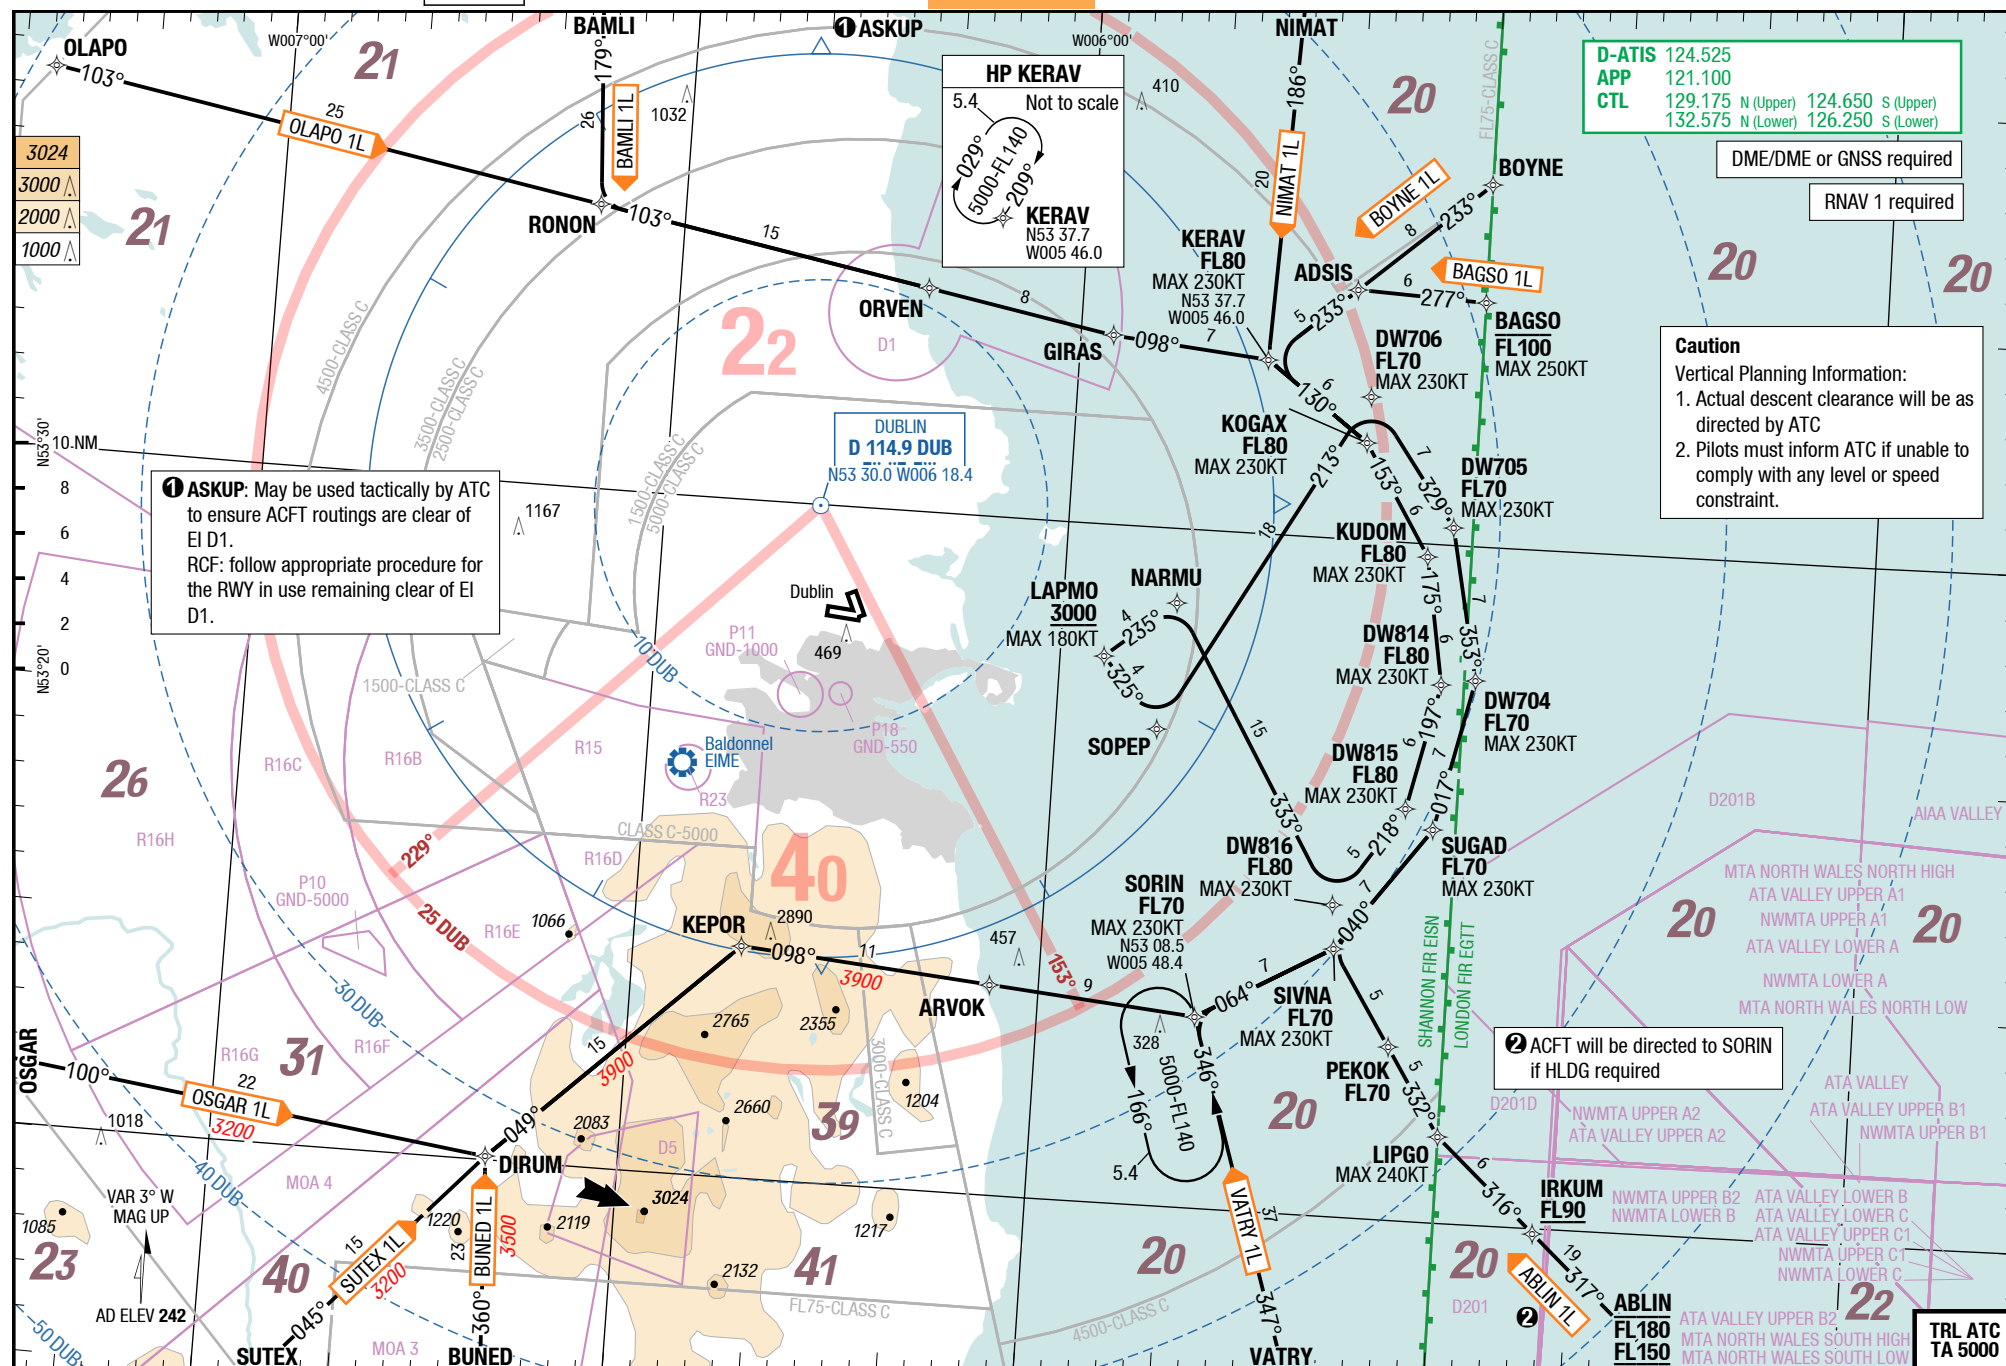 OLAPO
103°
25
OLAPO 1L
W007°00'
21
BAMLI
179°
26
BAMLI 1L
1032
❶ ASKUP
W006°00'
NIMAT
186°
20
NIMAT 1L
410
20
FL75-CLASS C
D-ATIS 124.525
APP 121.100
CTL 129.175 N (Upper) 124.650 S (Upper)
132.575 N (Lower) 126.250 S (Lower)
DME/DME or GNSS required
RNAV 1 required
HP KERAV
5.4 Not to scale
029°
5000-FL140
209°
KERAV
N53 37.7
W005 46.0
3024
3000
2000
1000
21
RONON
103°
15
ORVEN
8
GIRAS
098°
7
KERAV
FL80
MAX 230KT
N53 37.7
W005 46.0
BOYNE
BOYNE 1L
233°
8
ADSIS
BAGSO 1L
6
277°
BAGSO
FL100
MAX 250KT
5
233°
20
20
DW706
FL70
MAX 230KT
6
130°
Caution
Vertical Planning Information:
1. Actual descent clearance will be as
directed by ATC
2. Pilots must inform ATC if unable to
comply with any level or speed
constraint.
4500-CLASS C
3500-CLASS C
2500-CLASS C
1500-CLASS C
5000-CLASS C
22
D1
DUBLIN
D 114.9 DUB
N53 30.0 W006 18.4
KOGAX
FL80
MAX 230KT
213°
18
153°
6
7
329°
DW705
FL70
MAX 230KT
N53°30'
10 NM
8
6
4
2
0
N53°20'
❶ ASKUP: May be used tactically by ATC
to ensure ACFT routings are clear of
EI D1.
RCF: follow appropriate procedure for
the RWY in use remaining clear of EI
D1.
1167
KUDOM
FL80
MAX 230KT
175°
6
7
353°
LAPMO
3000
MAX 180KT
NARMU
4
235°
4
325°
SOPEP
Dublin
469
P11
GND-1000
P18
GND-550
10 DUB
1500-CLASS C
DW814
FL80
MAX 230KT
197°
6
DW704
FL70
MAX 230KT
7
017°
15
333°
DW815
FL80
MAX 230KT
218°
5
DW816
FL80
MAX 230KT
SUGAD
FL70
MAX 230KT
7
040°
26
R16C
R16B
R15
Baldonnel
EIME
R23
R16H
CLASS C-5000
229°
R16D
40
P10
GND-5000
25 DUB
R16E
1066
KEPOR
2890
098°
11
3900
ARVOK
9
457
153°
SORIN
FL70
MAX 230KT
N53 08.5
W005 48.4
064°
7
SIVNA
FL70
MAX 230KT
5
PEKOK
FL70
5
332°
SHANNON FIR EISN
LONDON FIR EGTT
D201B
AIAA VALLEY
MTA NORTH WALES NORTH HIGH
ATA VALLEY UPPER A1
NWMTA UPPER A1
ATA VALLEY LOWER A
20
20
NWMTA LOWER A
MTA NORTH WALES NORTH LOW
❷ ACFT will be directed to SORIN
if HLDG required
30 DUB
OSGAR
100°
22
OSGAR 1L
3200
R16G
31
R16F
15
3900
049°
2765
2355
3000-CLASS C
1204
2660
2083
39
D5
328
5000-FL140
346°
166°
5.4
20
D201D
ATA VALLEY
NWMTA UPPER A2
ATA VALLEY UPPER A2
ATA VALLEY UPPER B1
NWMTA UPPER B1
1018
40 DUB
MOA 4
DIRUM
3024
2119
1220
VAR 3° W
MAG UP
AD ELEV 242
1085
23
50 DUB
40
15
SUTEX 1L
3200
045°
SUTEX
23
BUNED 1L
3500
360°
BUNED
MOA 3
2132
41
1217
FL75-CLASS C
VATRY 1L
37
347°
VATRY
20
4500-CLASS C
LIPGO
MAX 240KT
6
316°
IRKUM
FL90
19
317°
ABLIN 1L
❷
20
D201
ABLIN
FL180
FL150
NWMTA UPPER B2
NWMTA LOWER B
ATA VALLEY LOWER B
ATA VALLEY LOWER C
ATA VALLEY UPPER C1
NWMTA UPPER C1
NWMTA LOWER C
22
ATA VALLEY UPPER B2
MTA NORTH WALES SOUTH HIGH
MTA NORTH WALES SOUTH LOW
TRL ATC
TA 5000